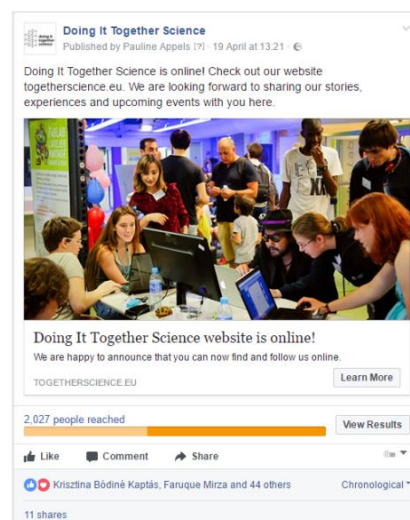 Doing It Together Science
Published by Pauline Appels [?] · 19 April at 13.21 ·
Doing It Together Science is online! Check out our website
togetherscience.eu. We are looking forward to sharing our stories,
experiences and upcoming events with you here.
Doing It Together Science website is online!
We are happy to announce that you can now find and follow us online.
TOGETHERSCIENCE.EU
Learn More
2,027 people reached
View Results
Like Comment Share
Krisztina Bódiné Kaptás, Faruque Mirza and 44 others
Chronological
11 shares